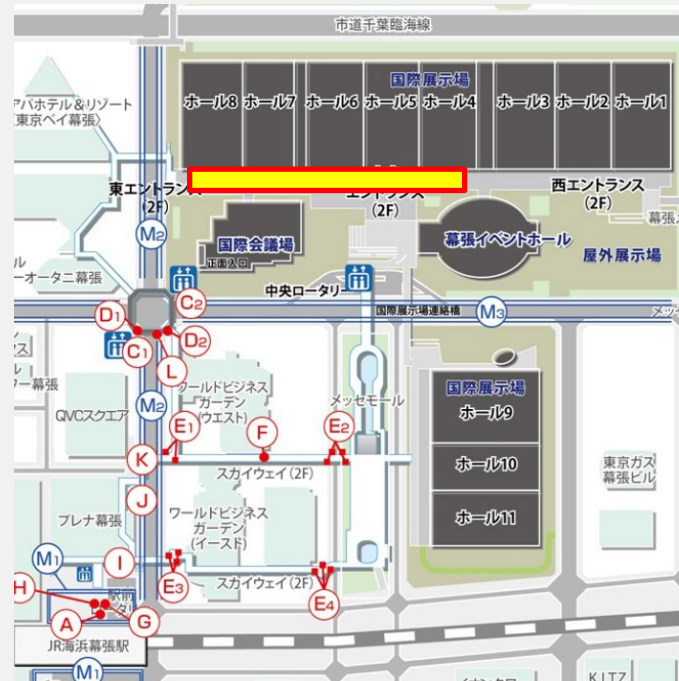 市道千葉臨海線
国際展示場
ホール8
ホール7
ホール6
ホール5
ホール4
ホール3
ホール2
ホール1
アパホテル&リゾート
〈東京ベイ幕張〉
東エントランス
(2F)
エントランス
(2F)
西エントランス
(2F)
M2
国際会議場
正面入口
幕張イベントホール
屋外展示場
幕張メ
ル
ーオータニ幕張
中央ロータリー
C2
D1
C1
D2
L
国際展示場連絡橋
M3
メッセ
ー幕張
QVCスクエア
M2
ワールドビジネス
ガーデン
(ウエスト)
メッセモール
国際展示場
ホール9
ホール10
ホール11
E1
F
E2
K
スカイウェイ(2F)
東京ガス
幕張ビル
J
プレナ幕張
ワールドビジネス
ガーデン
(イースト)
M1
I
E3
スカイウェイ(2F)
E4
H
駅前
A
G
JR海浜幕張駅
M1
KITZ